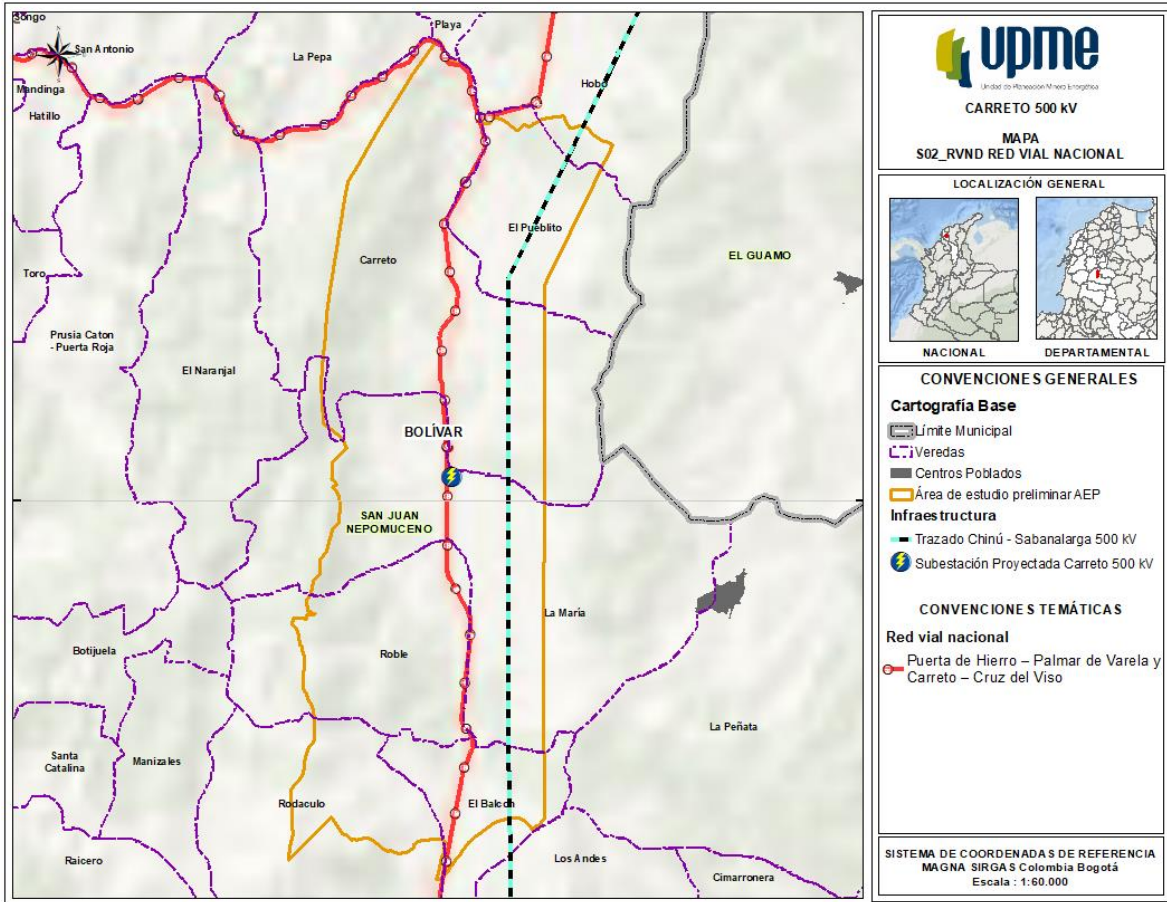 San Antonio
Playa
La Pepa
Mandinga
Hatillo
Hobo
El Pueblito
Carreto
EL GUAMO
Toro
Prusia Caton
- Puerta Roja
El Naranjal
BOLÍVAR
SAN JUAN
NEPOMUCENO
La María
Botijuela
Roble
La Peñata
Santa
Catalina
Manizales
Rodaculo
El Balcón
Raicero
Los Andes
Cimarronera
upme
Unidad de Planeación Minero Energética
CARRETO 500 kV
MAPA
S02_RVND RED VIAL NACIONAL
LOCALIZACIÓN GENERAL
NACIONAL
DEPARTAMENTAL
CONVENCIONES GENERALES
Cartografía Base
Límite Municipal
Veredas
Centros Poblados
Área de estudio preliminar AEP
Infraestructura
Trazado Chinú - Sabanalarga 500 kV
Subestación Proyectada Carreto 500 kV
CONVENCIONES TEMÁTICAS
Red vial nacional
Puerta de Hierro – Palmar de Varela y
Carreto – Cruz del Viso
SISTEMA DE COORDENADAS DE REFERENCIA
MAGNA SIRGAS Colombia Bogotá
Escala : 1:60.000